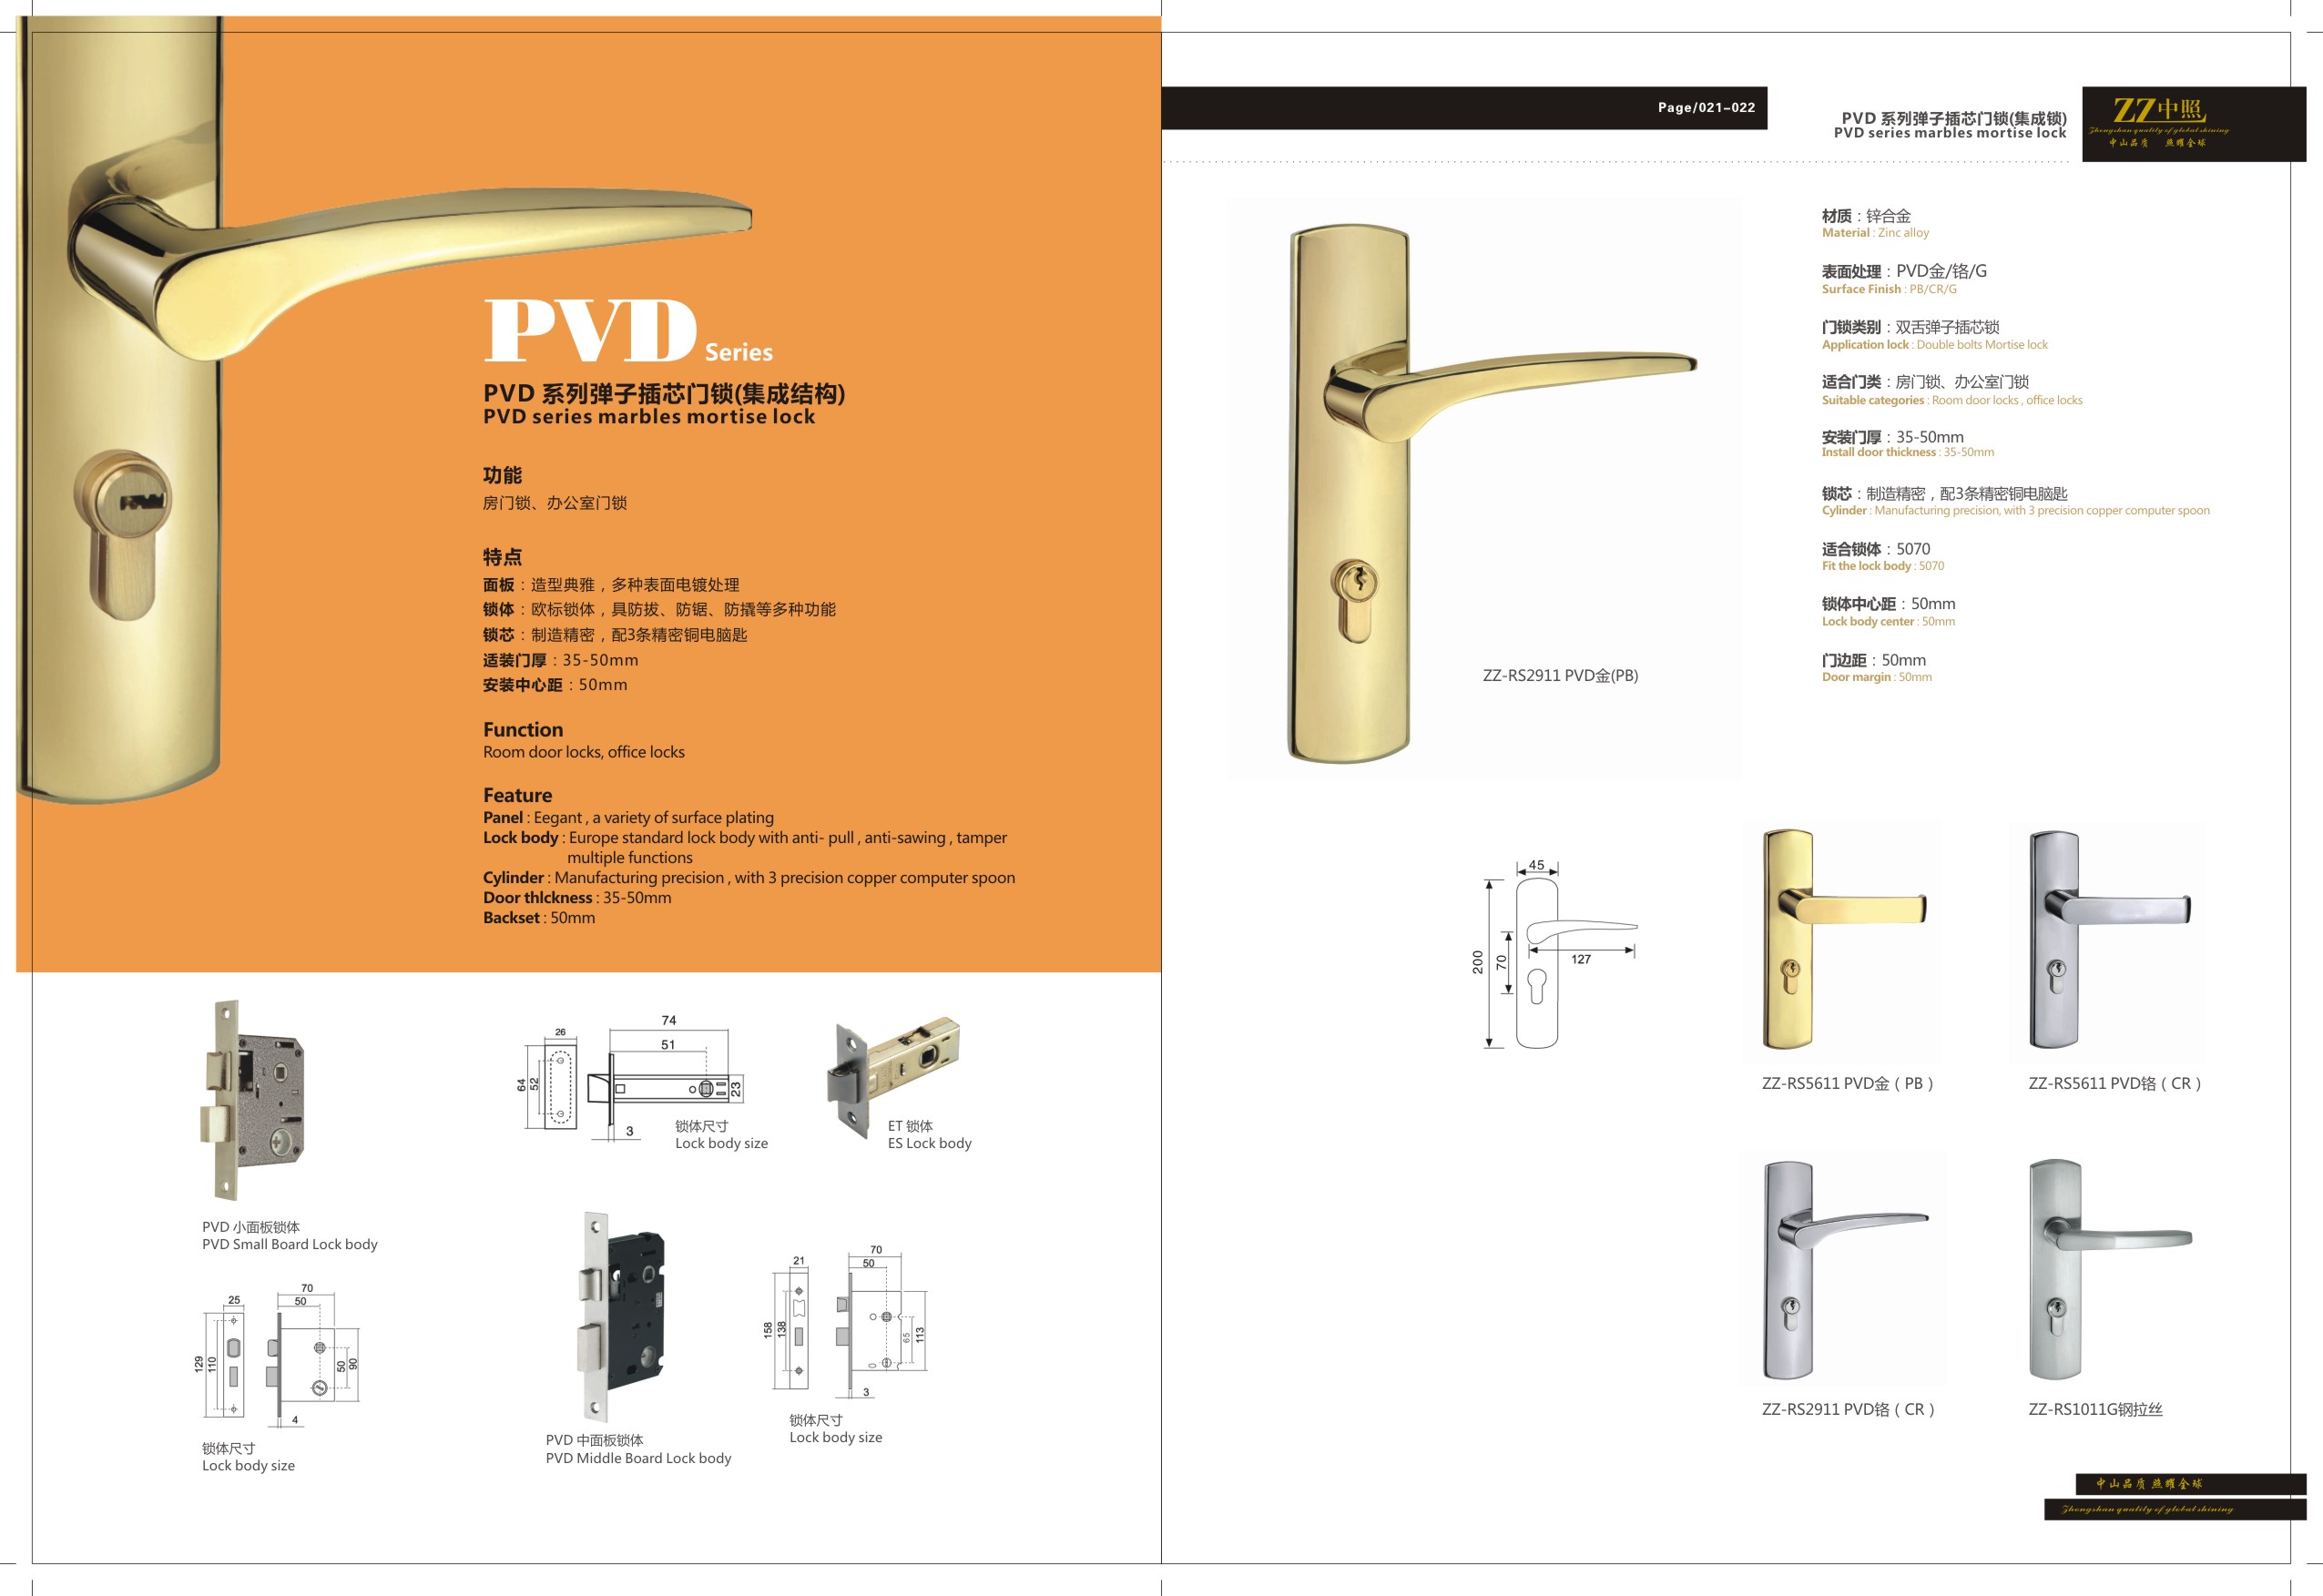 PVD Series
PVD 系列弹子插芯门锁(集成结构)
PVD series marbles mortise lock
功能
房门锁、办公室门锁
特点
面板：造型典雅，多种表面电镀处理
锁体：欧标锁体，具防拔、防锯、防撬等多种功能
锁芯：制造精密，配3条精密铜电脑匙
适装门厚：35-50mm
安装中心距：50mm
Function
Room door locks, office locks
Feature
Panel : Eegant , a variety of surface plating
Lock body : Europe standard lock body with anti- pull , anti-sawing , tamper
multiple functions
Cylinder : Manufacturing precision , with 3 precision copper computer spoon
Door thlckness : 35-50mm
Backset : 50mm
PVD 小面板锁体
PVD Small Board Lock body
25
70
50
129
110
50
90
4
锁体尺寸
Lock body size
26
74
51
64
52
23
3
锁体尺寸
Lock body size
ET 锁体
ES Lock body
PVD 中面板锁体
PVD Middle Board Lock body
21
70
50
158
138
65
113
3
锁体尺寸
Lock body size
Page/021-022
PVD 系列弹子插芯门锁(集成锁)
PVD series marbles mortise lock
ZZ中照
Zhongshan quality of global shining
中山品质 照耀全球
材质：锌合金
Material : Zinc alloy
表面处理：PVD金/铬/G
Surface Finish : PB/CR/G
门锁类别：双舌弹子插芯锁
Application lock : Double bolts Mortise lock
适合门类：房门锁、办公室门锁
Suitable categories : Room door locks , office locks
安装门厚：35-50mm
Install door thickness : 35-50mm
锁芯：制造精密，配3条精密铜电脑匙
Cylinder : Manufacturing precision, with 3 precision copper computer spoon
适合锁体：5070
Fit the lock body : 5070
锁体中心距：50mm
Lock body center : 50mm
门边距：50mm
Door margin : 50mm
ZZ-RS2911 PVD金(PB)
45
200
70
127
ZZ-RS5611 PVD金（PB）
ZZ-RS5611 PVD铬（CR）
ZZ-RS2911 PVD铬（CR）
ZZ-RS1011G钢拉丝
中山品质 照耀全球
Zhongshan quality of global shining